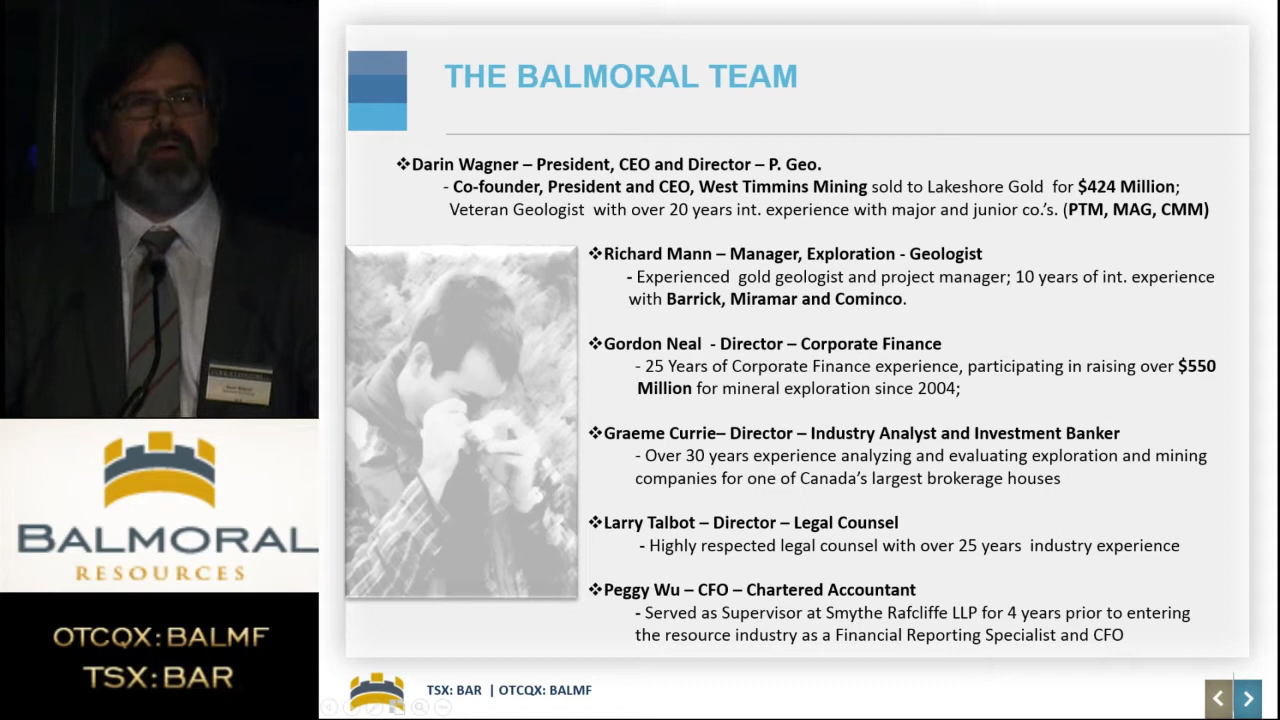 THE BALMORAL TEAM
❖Darin Wagner – President, CEO and Director – P. Geo.
- Co-founder, President and CEO, West Timmins Mining sold to Lakeshore Gold for $424 Million;
Veteran Geologist with over 20 years int. experience with major and junior co.’s. (PTM, MAG, CMM)
❖Richard Mann – Manager, Exploration - Geologist
- Experienced gold geologist and project manager; 10 years of int. experience
with Barrick, Miramar and Cominco.
❖Gordon Neal - Director – Corporate Finance
- 25 Years of Corporate Finance experience, participating in raising over $550
Million for mineral exploration since 2004;
❖Graeme Currie– Director – Industry Analyst and Investment Banker
- Over 30 years experience analyzing and evaluating exploration and mining
companies for one of Canada’s largest brokerage houses
❖Larry Talbot – Director – Legal Counsel
- Highly respected legal counsel with over 25 years industry experience
❖Peggy Wu – CFO – Chartered Accountant
- Served as Supervisor at Smythe Rafcliffe LLP for 4 years prior to entering
the resource industry as a Financial Reporting Specialist and CFO
TSX: BAR | OTCQX: BALMF
BALMORAL
RESOURCES
OTCQX:BALMF
TSX:BAR